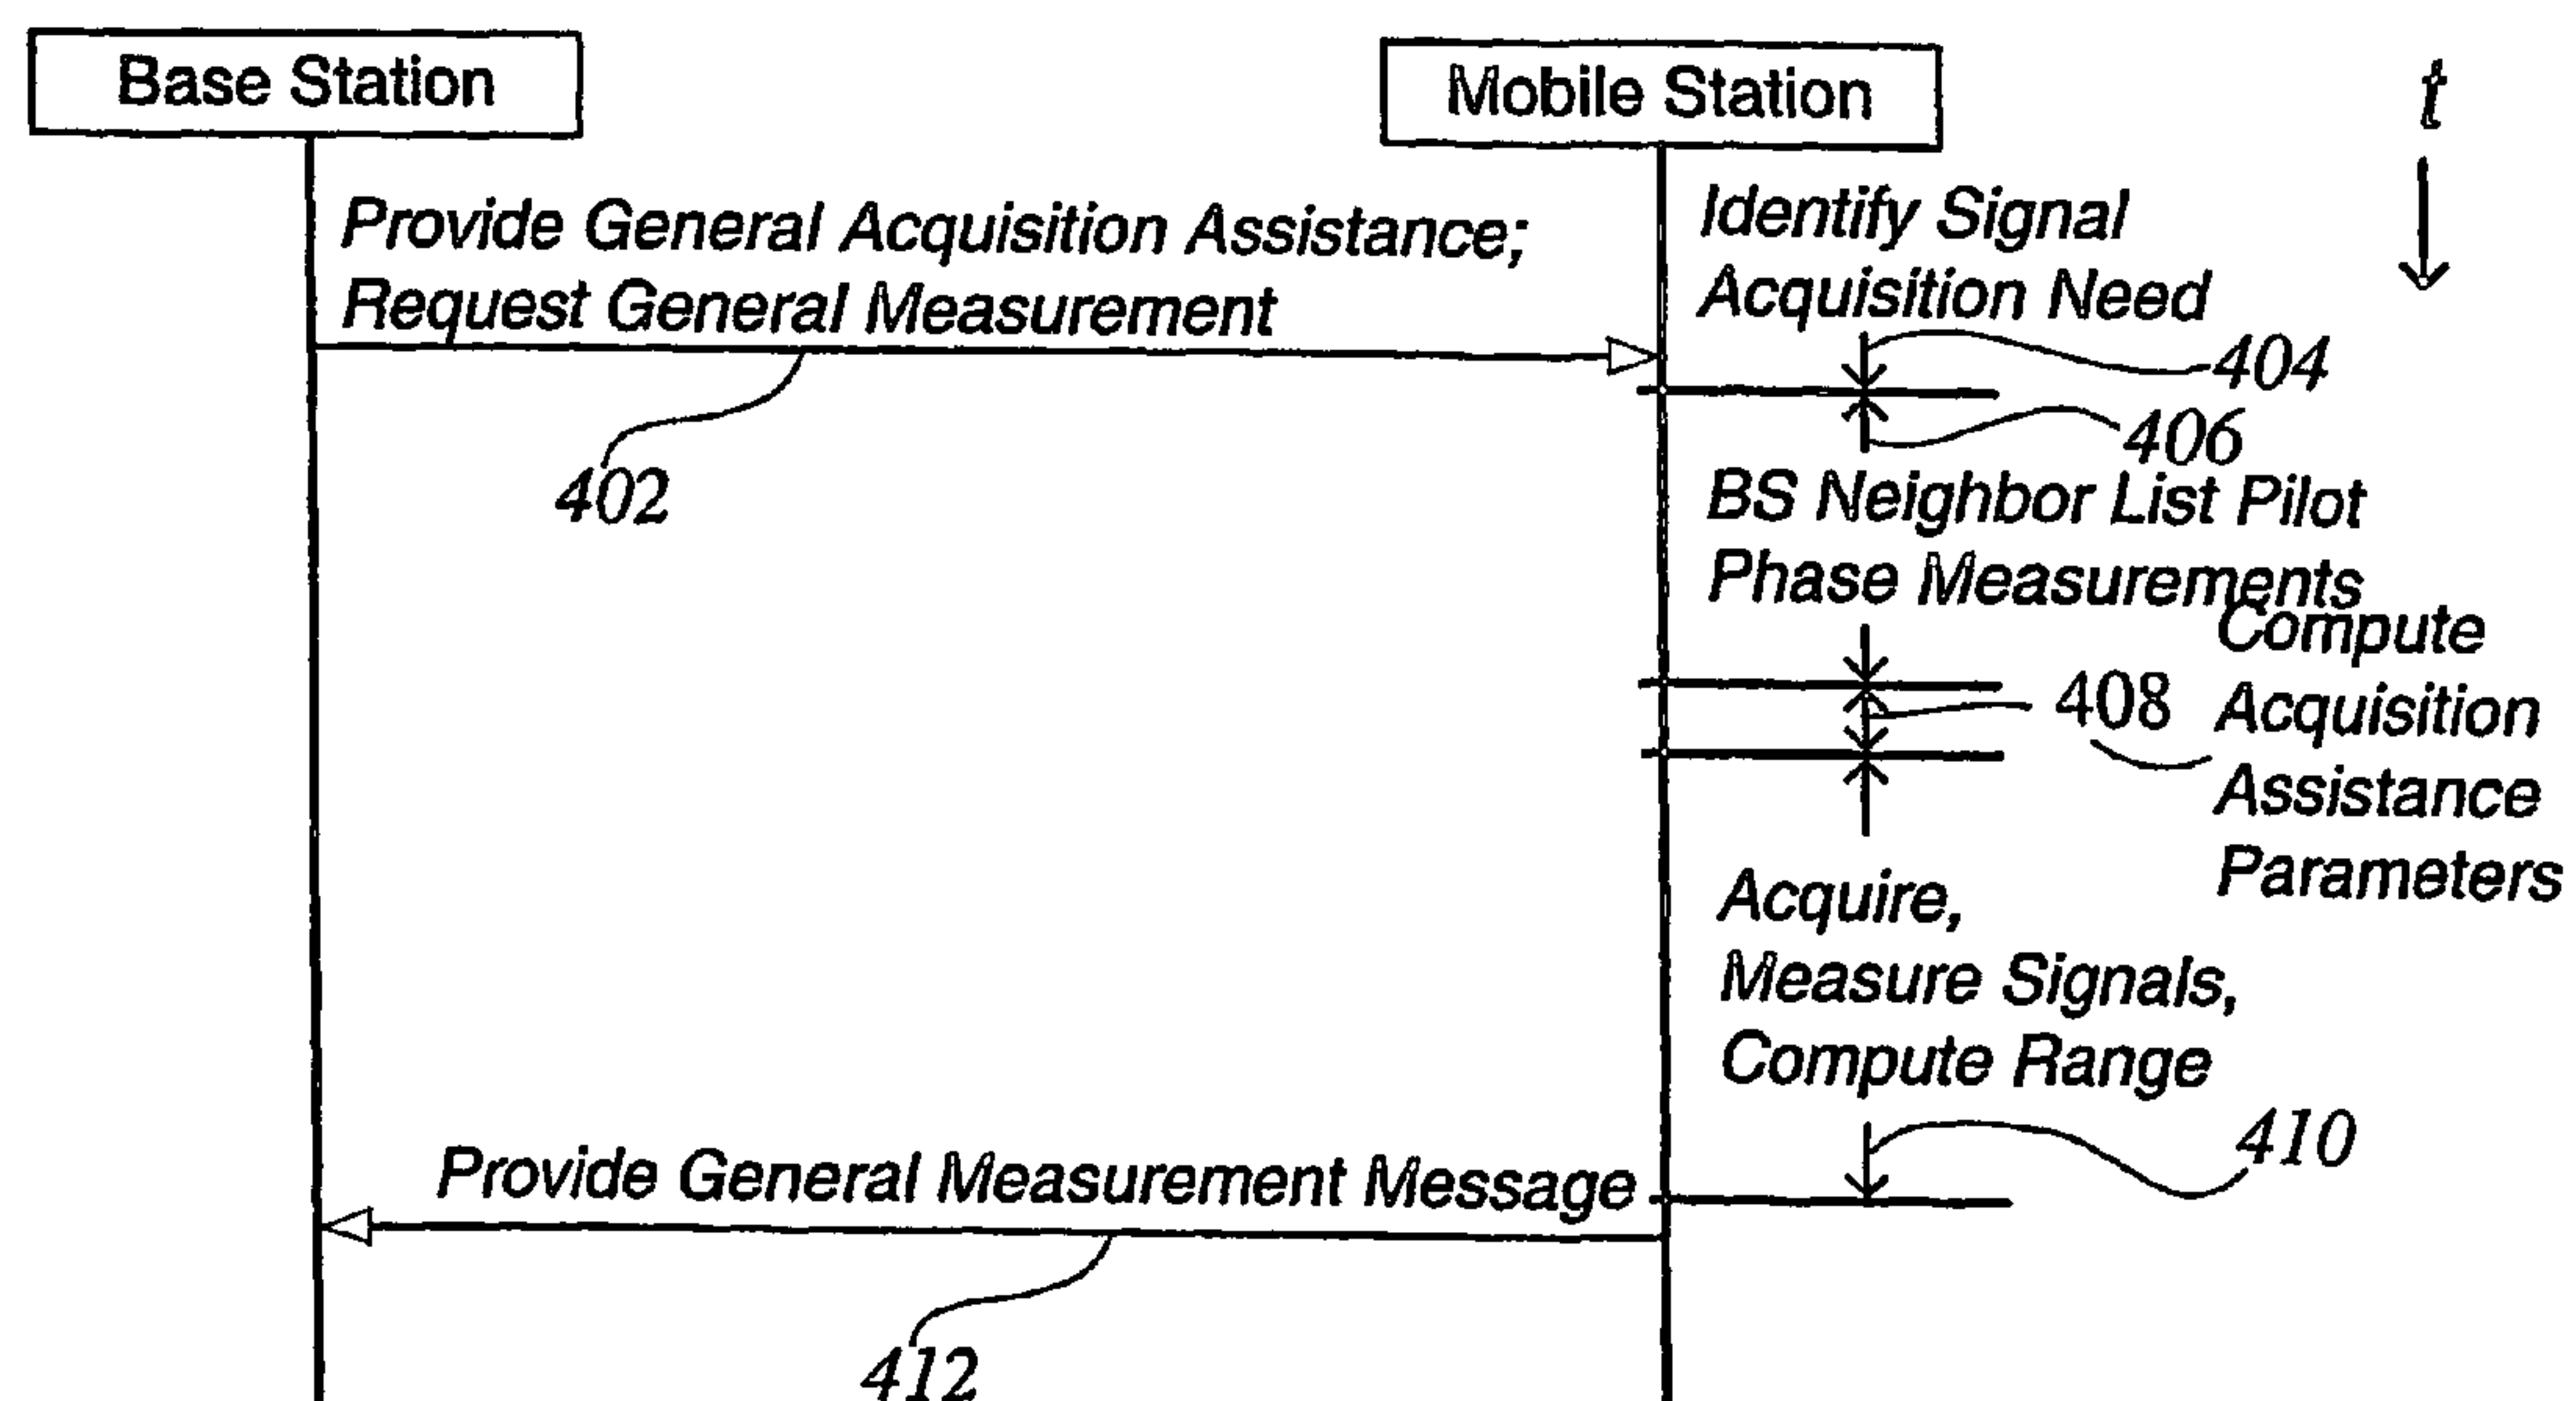 Base Station
Mobile Station
t
Provide General Acquisition Assistance;
Request General Measurement
402
Identify Signal
Acquisition Need
404
406
BS Neighbor List Pilot
Phase Measurements
408
Compute
Acquisition
Assistance
Parameters
Acquire,
Measure Signals,
Compute Range
410
Provide General Measurement Message
412